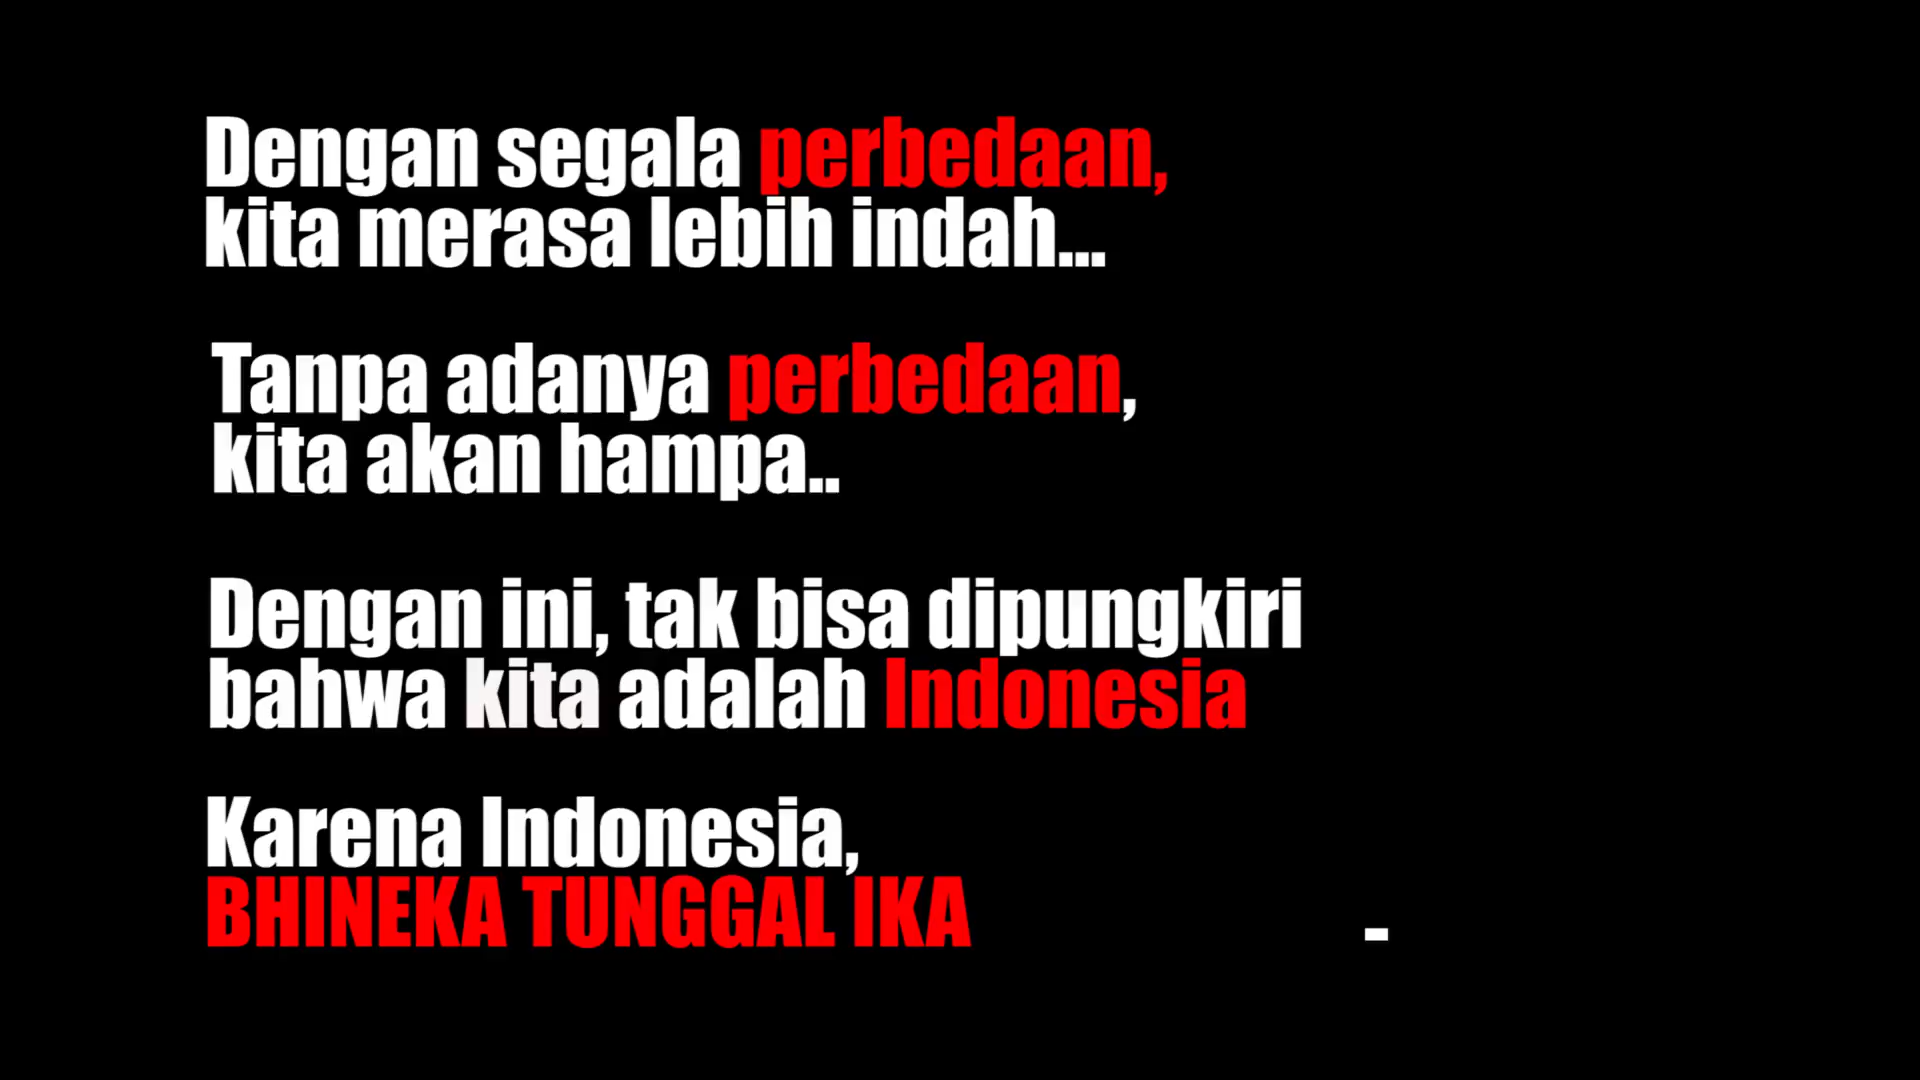 Dengan segala perbedaan,
kita merasa lebih indah...
Tanpa adanya perbedaan,
kita akan hampa..
Dengan ini, tak bisa dipungkiri
bahwa kita adalah Indonesia
Karena Indonesia,
BHINEKA TUNGGAL IKA -